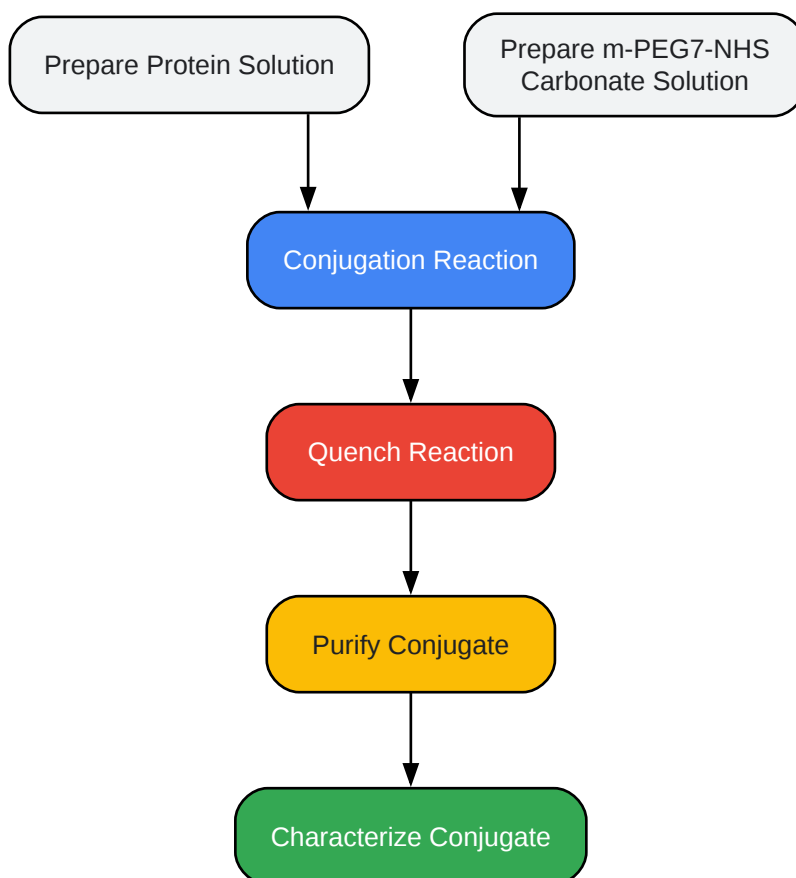 Prepare Protein Solution
Prepare m-PEG7-NHS
Carbonate Solution
Conjugation Reaction
Quench Reaction
Purify Conjugate
Characterize Conjugate